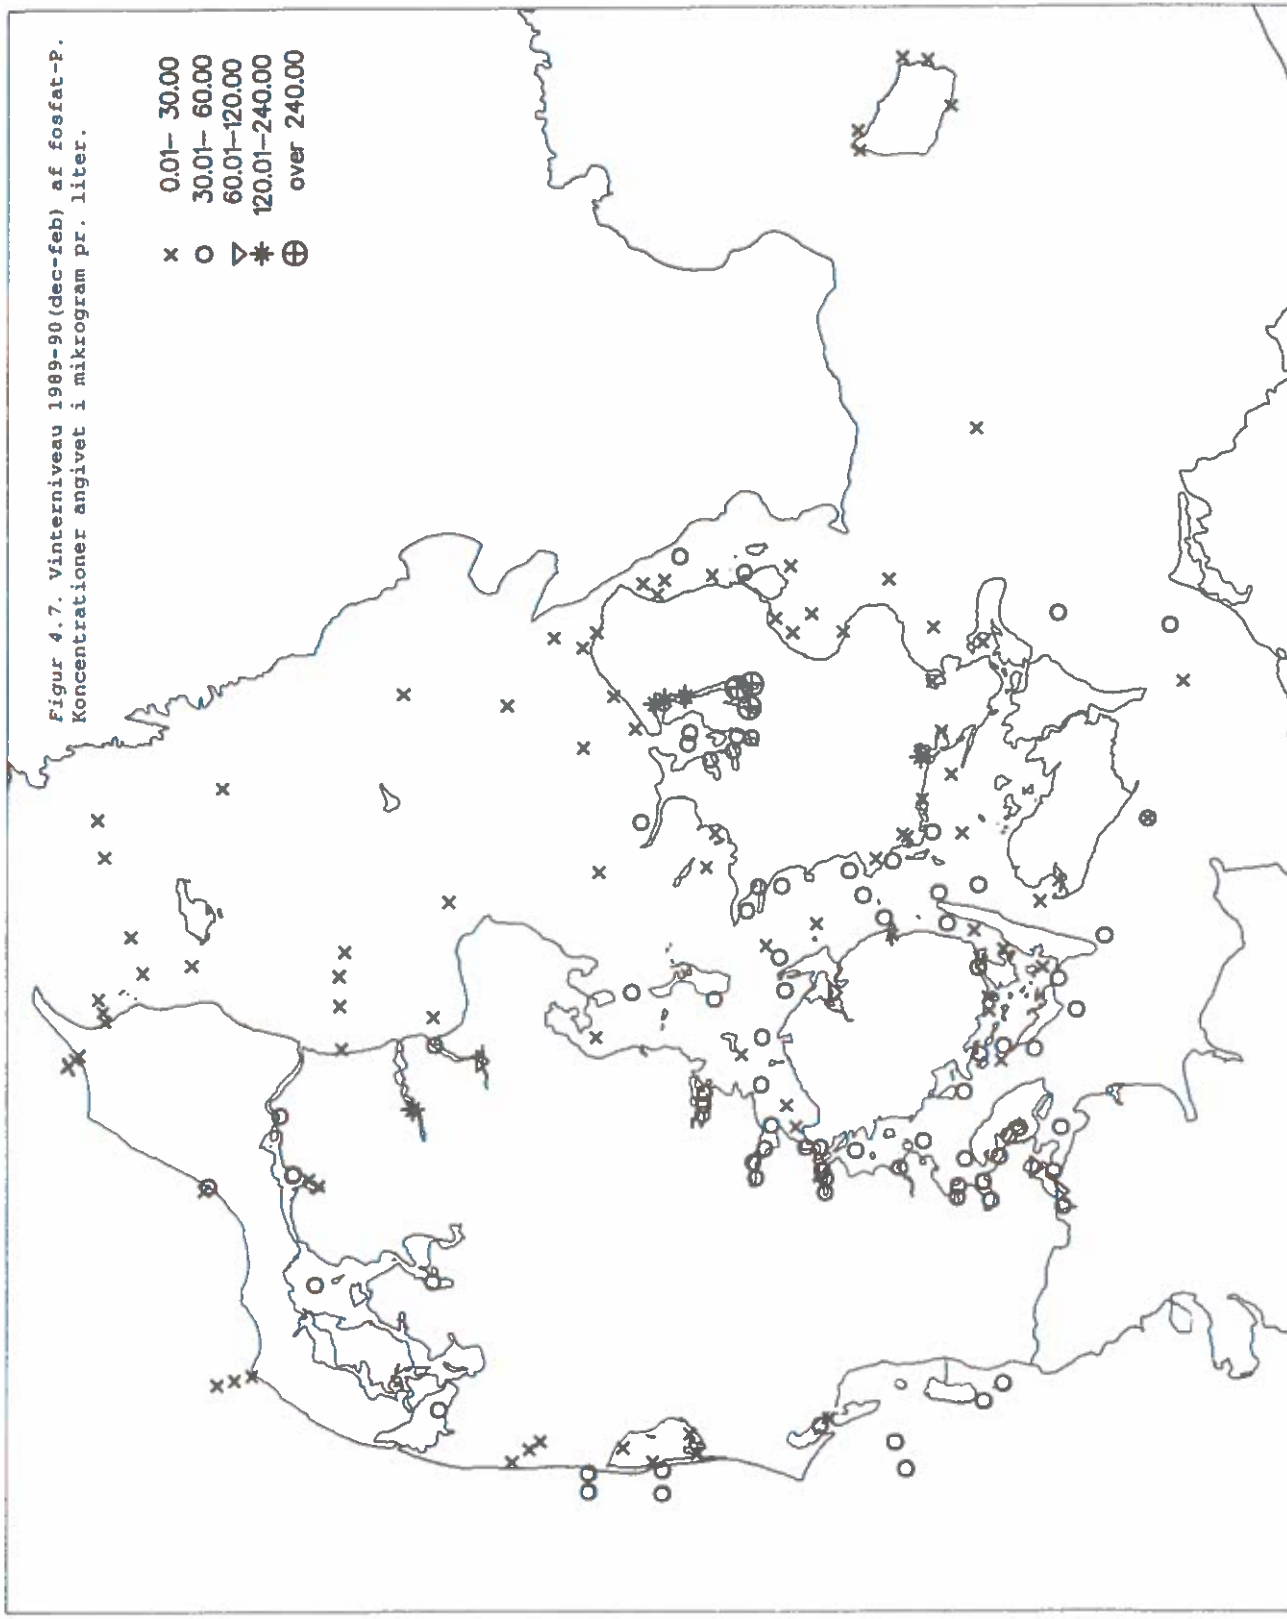 Figur 4.7. Vinterniveau 1989-90(dec-feb) af fosfat-P.
Koncentrationer angivet i mikrogram pr. liter.
× 0.01– 30.00
○ 30.01– 60.00
▽ 60.01–120.00
✳ 120.01–240.00
⊕ over 240.00